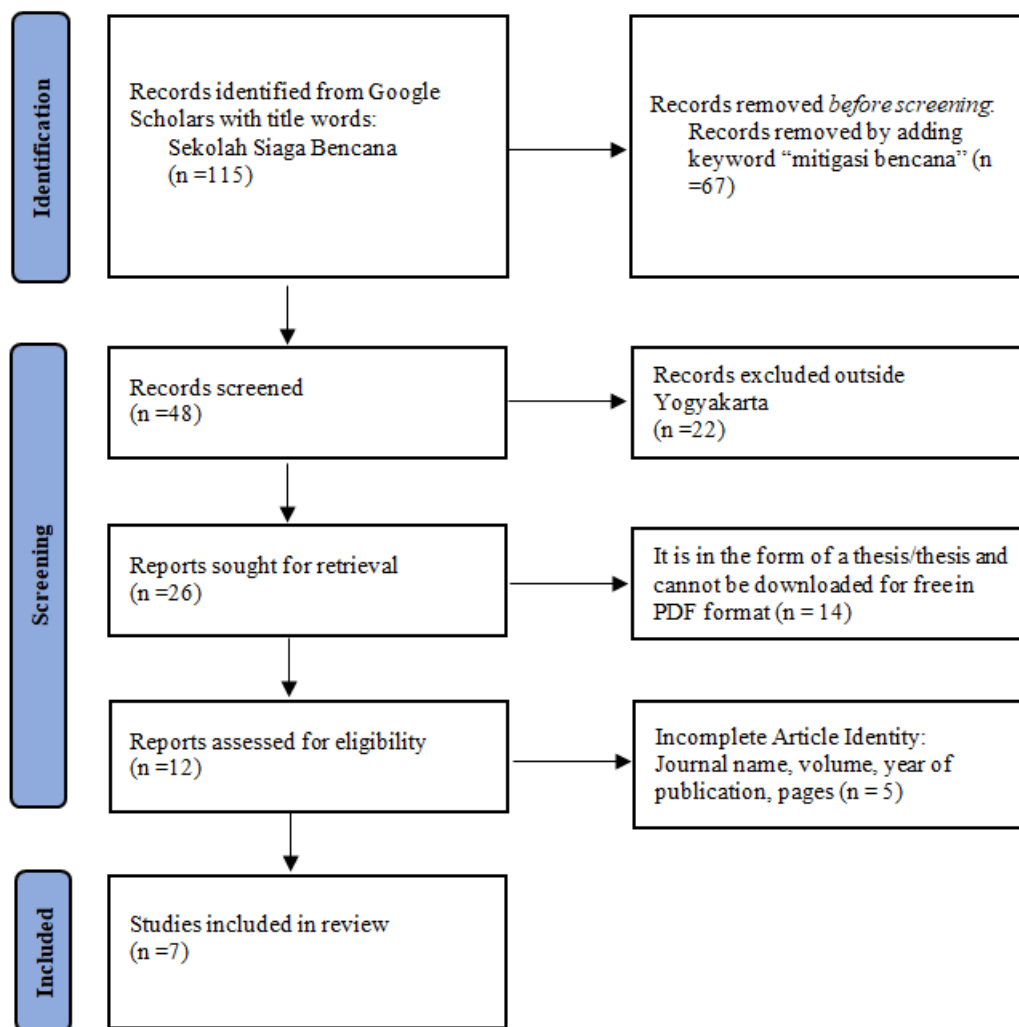 Identification
Records identified from Google
Scholars with title words:
Sekolah Siaga Bencana
(n =115)
Records removed before screening:
Records removed by adding
keyword “mitigasi bencana” (n
=67)
Screening
Records screened
(n =48)
Records excluded outside
Yogyakarta
(n =22)
Reports sought for retrieval
(n =26)
It is in the form of a thesis/thesis and
cannot be downloaded for free in
PDF format (n = 14)
Reports assessed for eligibility
(n =12)
Incomplete Article Identity:
Journal name, volume, year of
publication, pages (n = 5)
Included
Studies included in review
(n =7)